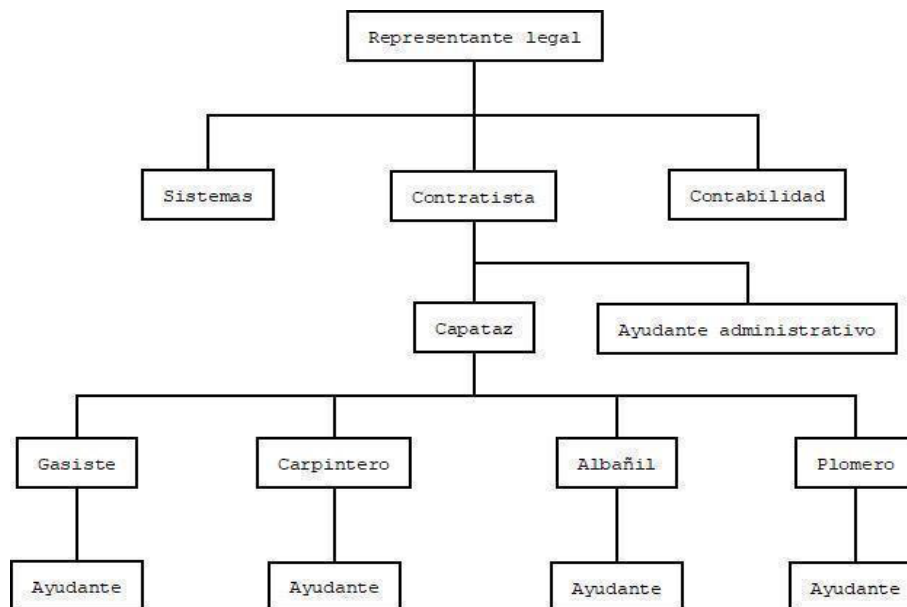 Representante legal
Sistemas
Contratista
Contabilidad
Capataz
Ayudante administrativo
Gasiste
Carpintero
Albañil
Plomero
Ayudante
Ayudante
Ayudante
Ayudante